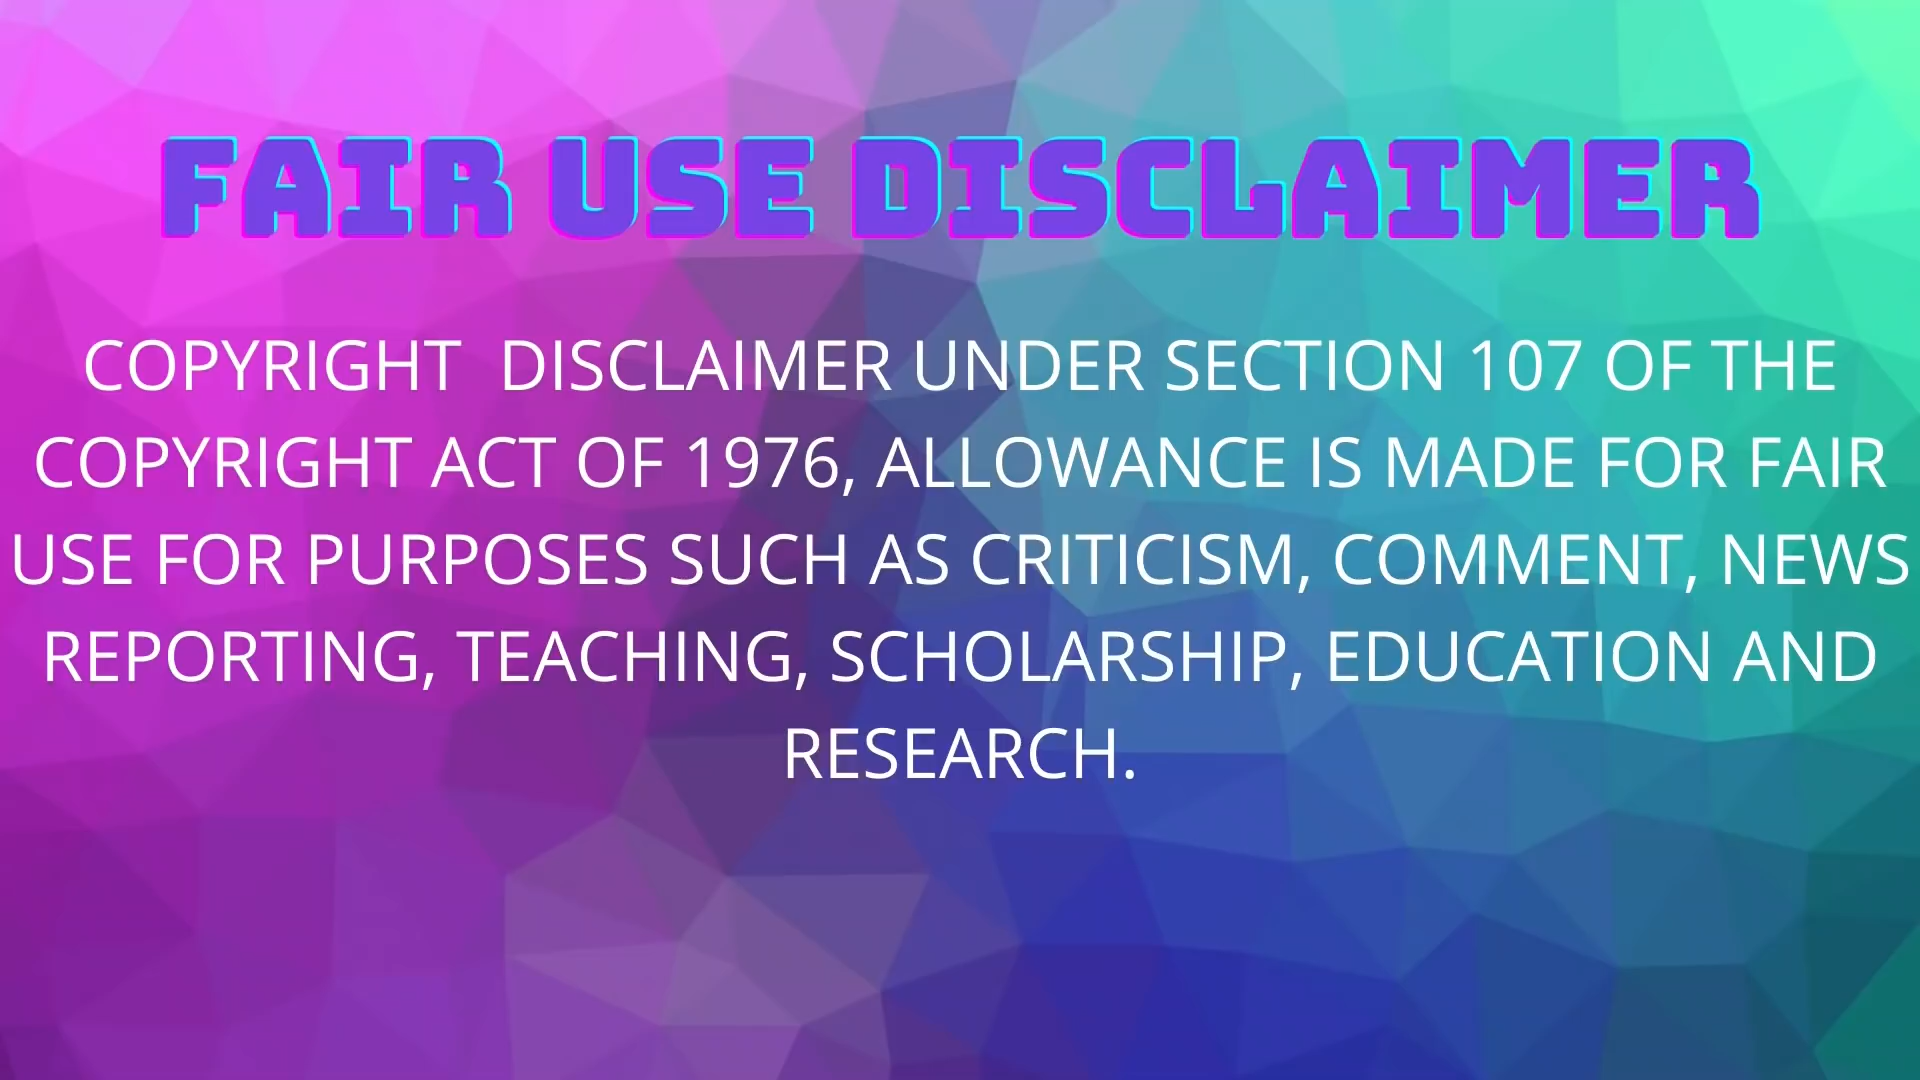 FAIR USE DISCLAIMER
COPYRIGHT  DISCLAIMER UNDER SECTION 107 OF THE
COPYRIGHT ACT OF 1976, ALLOWANCE IS MADE FOR FAIR
USE FOR PURPOSES SUCH AS CRITICISM, COMMENT, NEWS
REPORTING, TEACHING, SCHOLARSHIP, EDUCATION AND
RESEARCH.